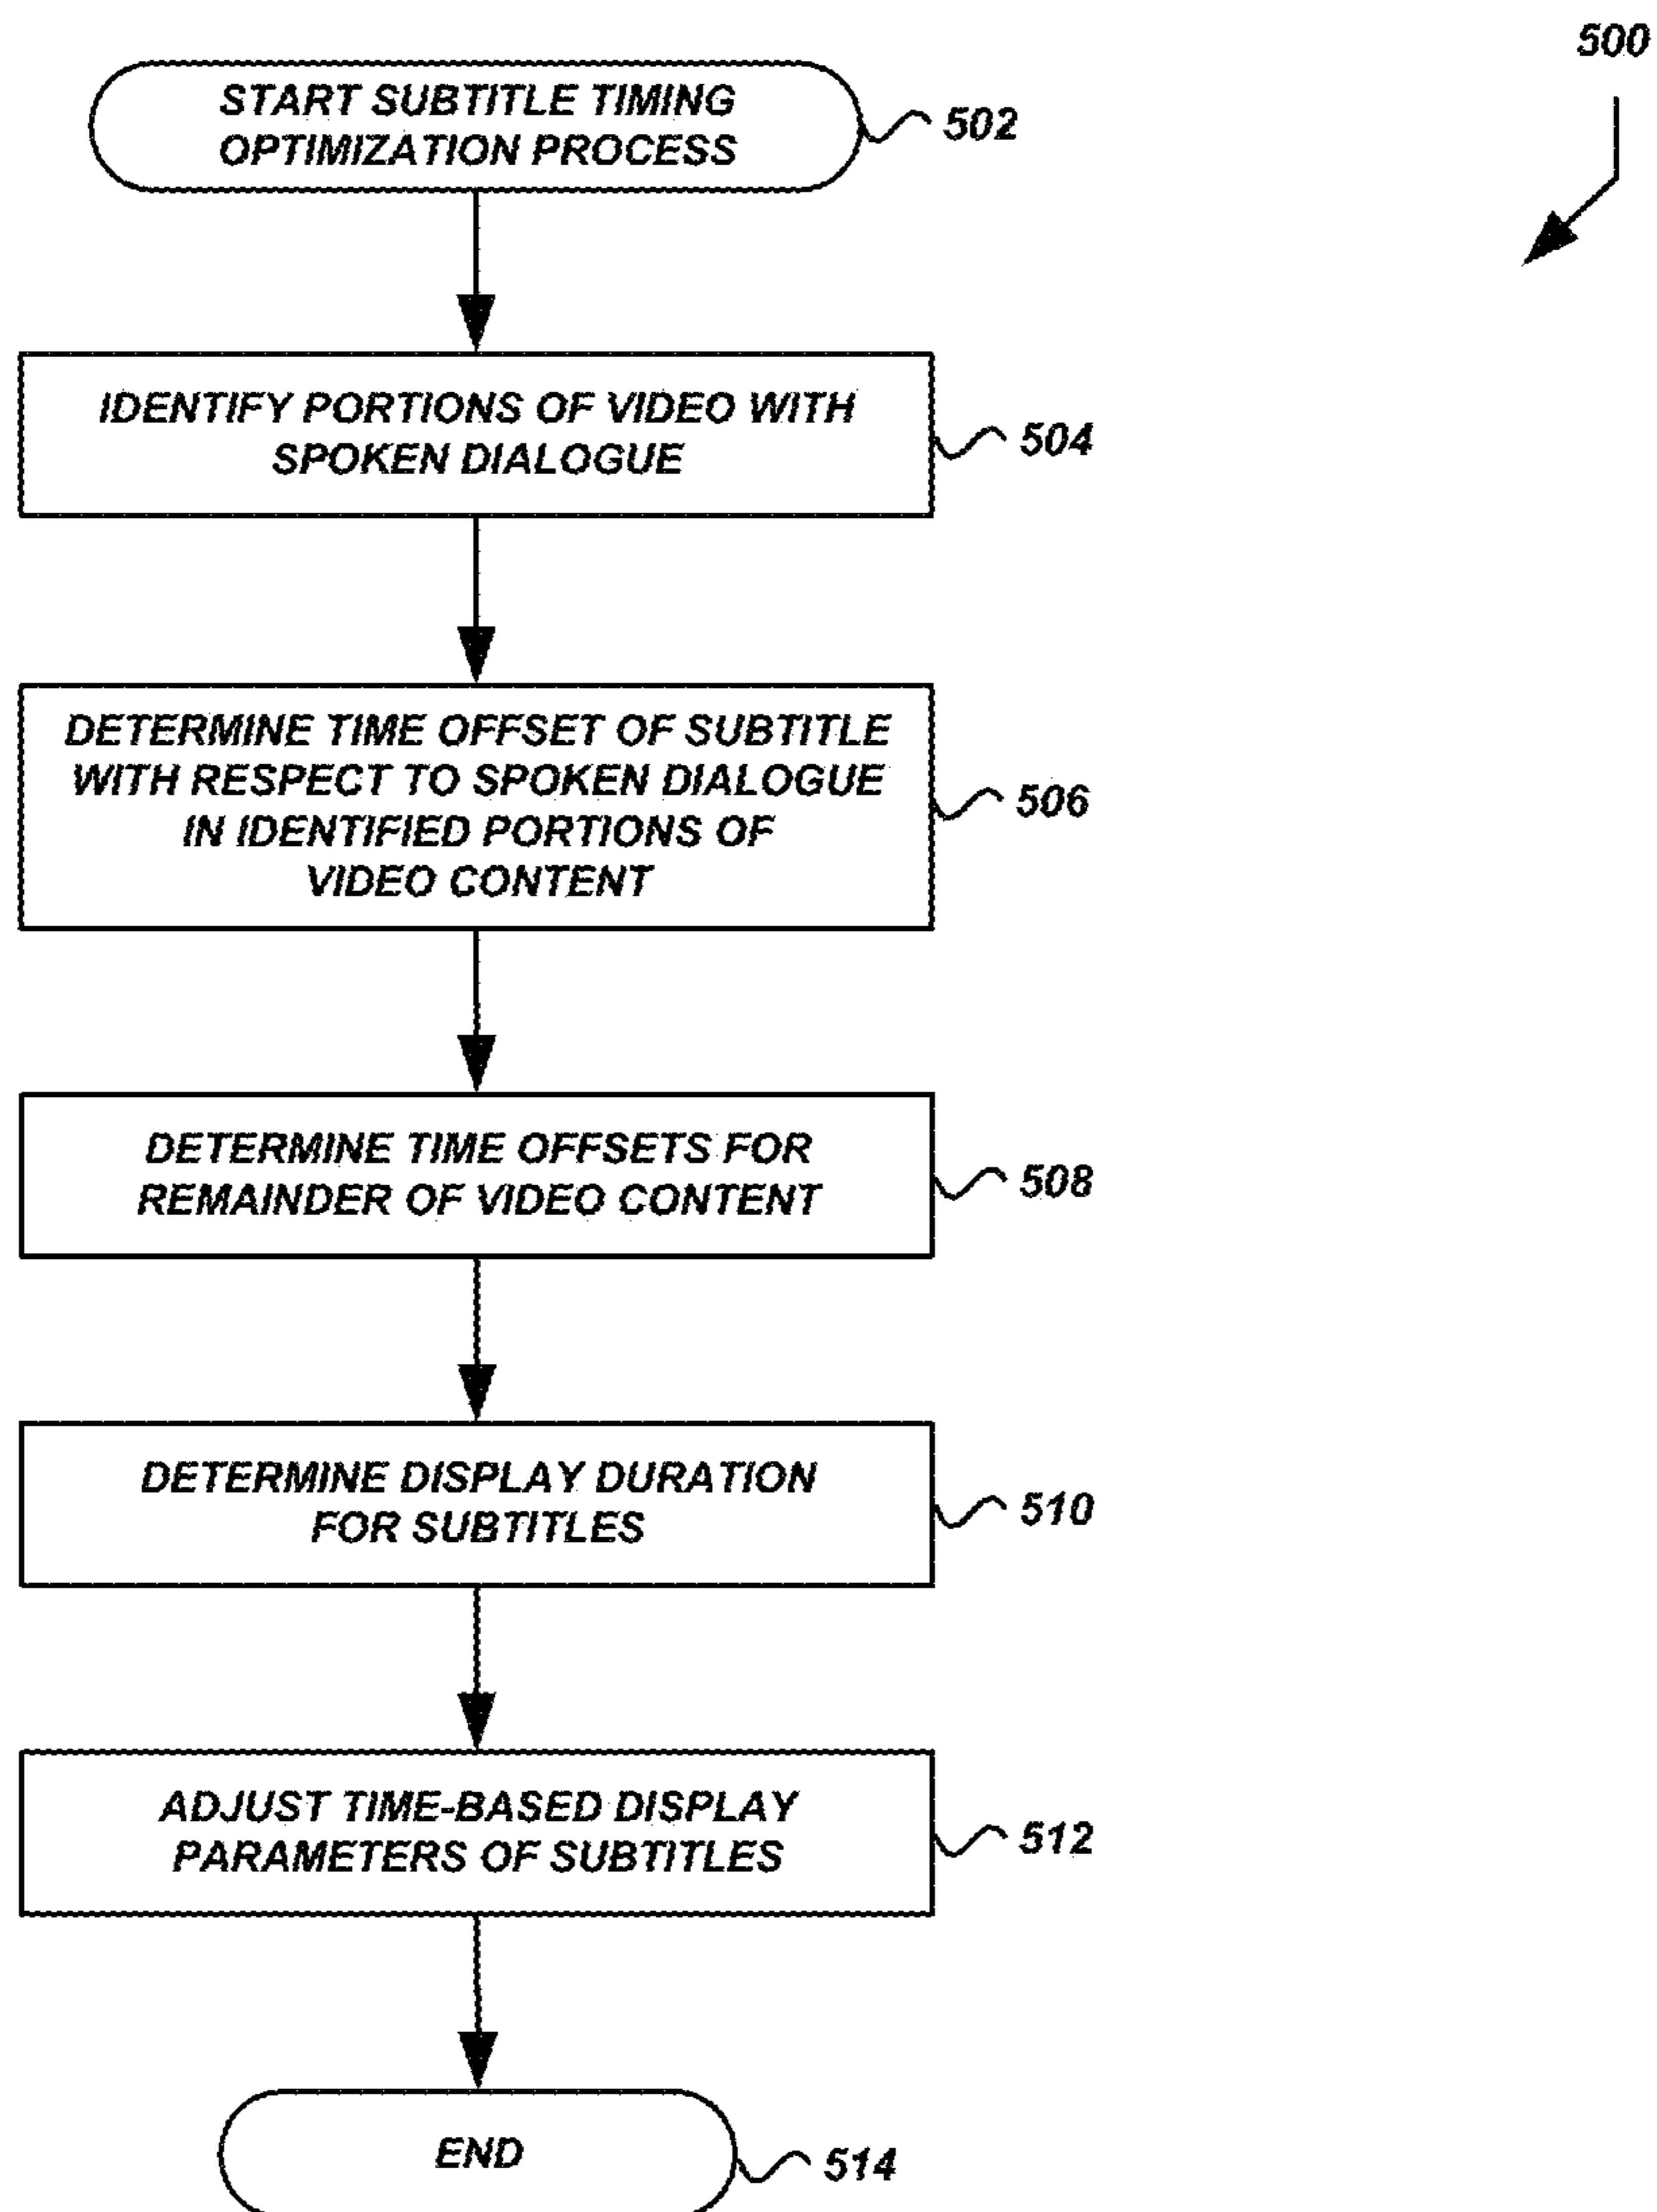 500
START SUBTITLE TIMING
OPTIMIZATION PROCESS
502
IDENTIFY PORTIONS OF VIDEO WITH
SPOKEN DIALOGUE
504
DETERMINE TIME OFFSET OF SUBTITLE
WITH RESPECT TO SPOKEN DIALOGUE
IN IDENTIFIED PORTIONS OF
VIDEO CONTENT
506
DETERMINE TIME OFFSETS FOR
REMAINDER OF VIDEO CONTENT
508
DETERMINE DISPLAY DURATION
FOR SUBTITLES
510
ADJUST TIME-BASED DISPLAY
PARAMETERS OF SUBTITLES
512
END
514